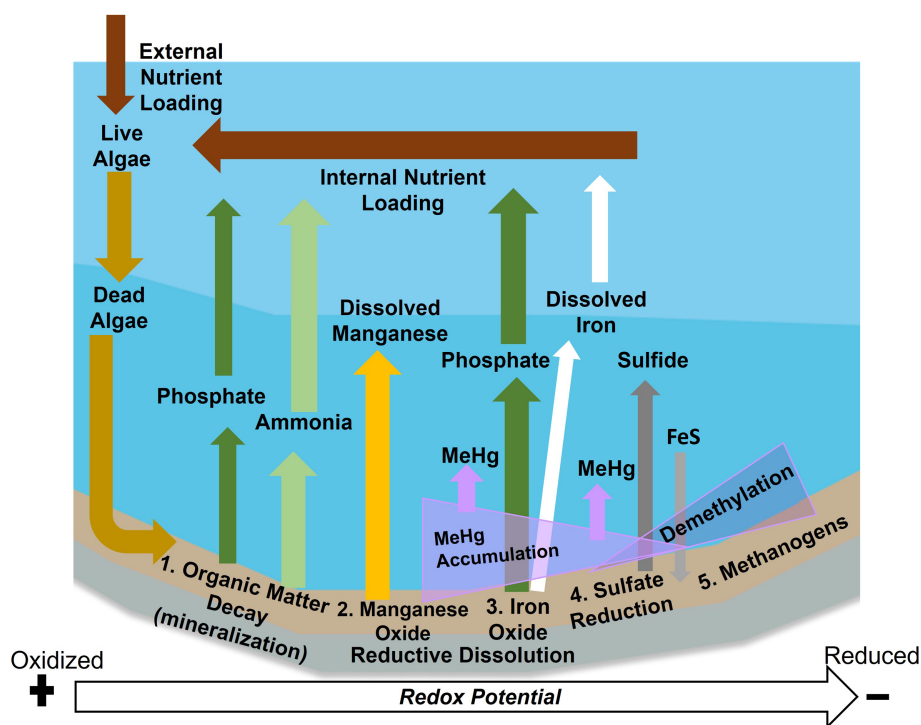 External
Nutrient
Loading
Live
Algae
Internal Nutrient
Loading
Dead
Algae
Dissolved
Manganese
Dissolved
Iron
Phosphate
Sulfide
Phosphate
Ammonia
FeS
MeHg
MeHg
Demethylation
MeHg
Accumulation
1. Organic Matter
Decay
(mineralization)
2. Manganese
Oxide
3. Iron
Oxide
Reductive Dissolution
4. Sulfate
Reduction
5. Methanogens
Oxidized
+
Redox Potential
Reduced
−